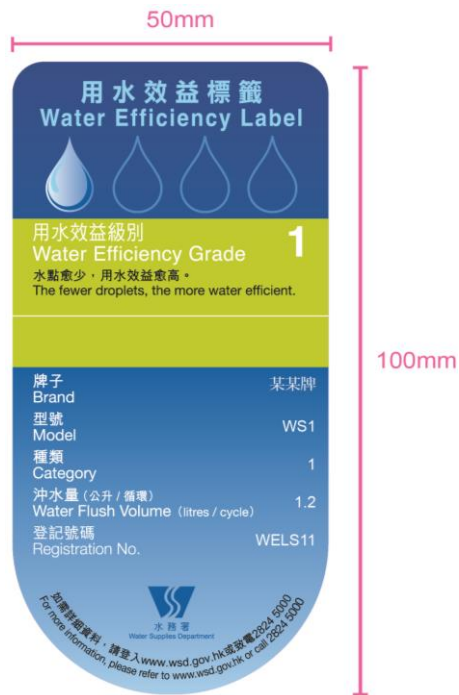 50mm
用水效益標籤
Water Efficiency Label
用水效益級別
Water Efficiency Grade
1
水點愈少，用水效益愈高。
The fewer droplets, the more water efficient.
牌子
Brand
某某牌
型號
Model
WS1
種類
Category
1
沖水量（公升 / 循環）
Water Flush Volume（litres / cycle）
1.2
登記號碼
Registration No.
WELS11
水務署
Water Supplies Department
如需詳細資料，請登入www.wsd.gov.hk或致電2824 5000
For more information, please refer to www.wsd.gov.hk or call 2824 5000
100mm